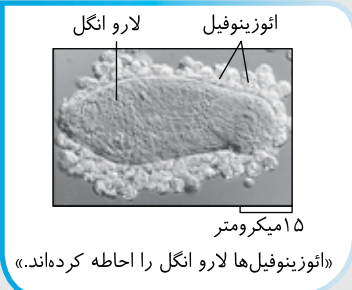 ائوزینوفیل
لارو انگل
۱۵میکرومتر
«ائوزینوفیل‌ها لارو انگل را احاطه کرده‌اند.»